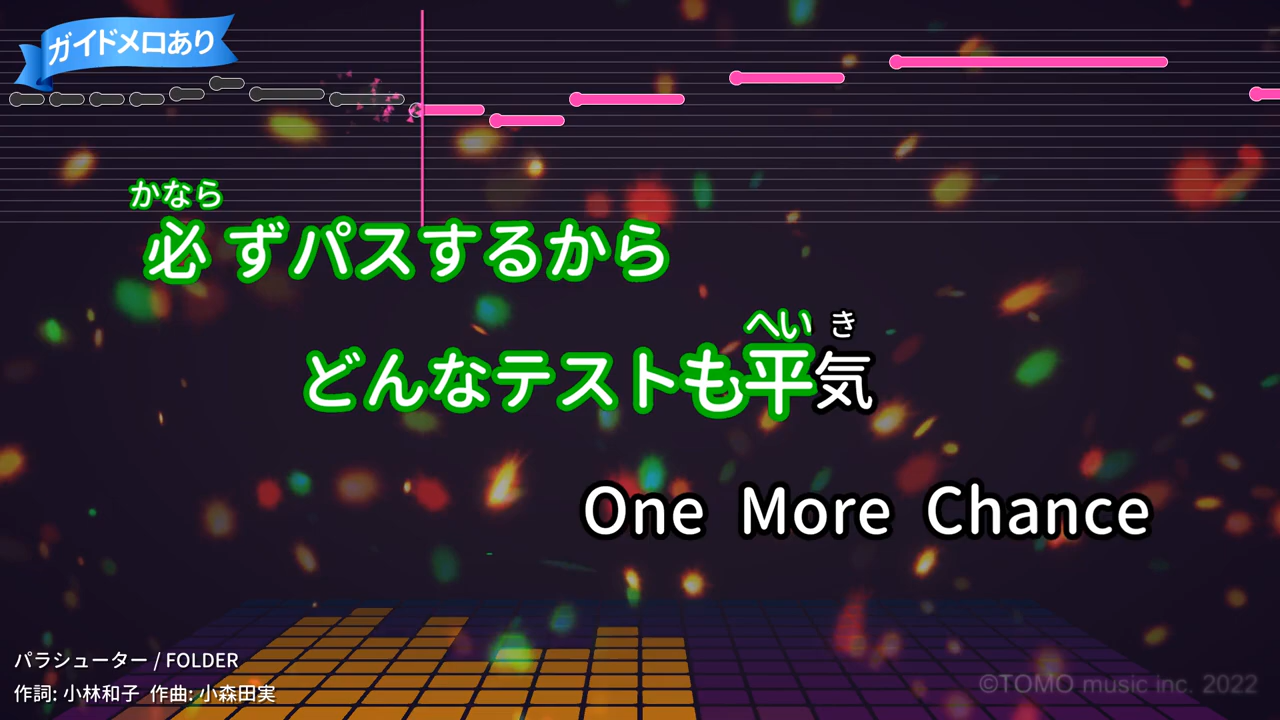 ガイドメロあり
かなら
必ずパスするから
へい き
どんなテストも平気
One More Chance
パラシューター / FOLDER
作詞: 小林和子 作曲: 小森田実
©TOMO music inc. 2022